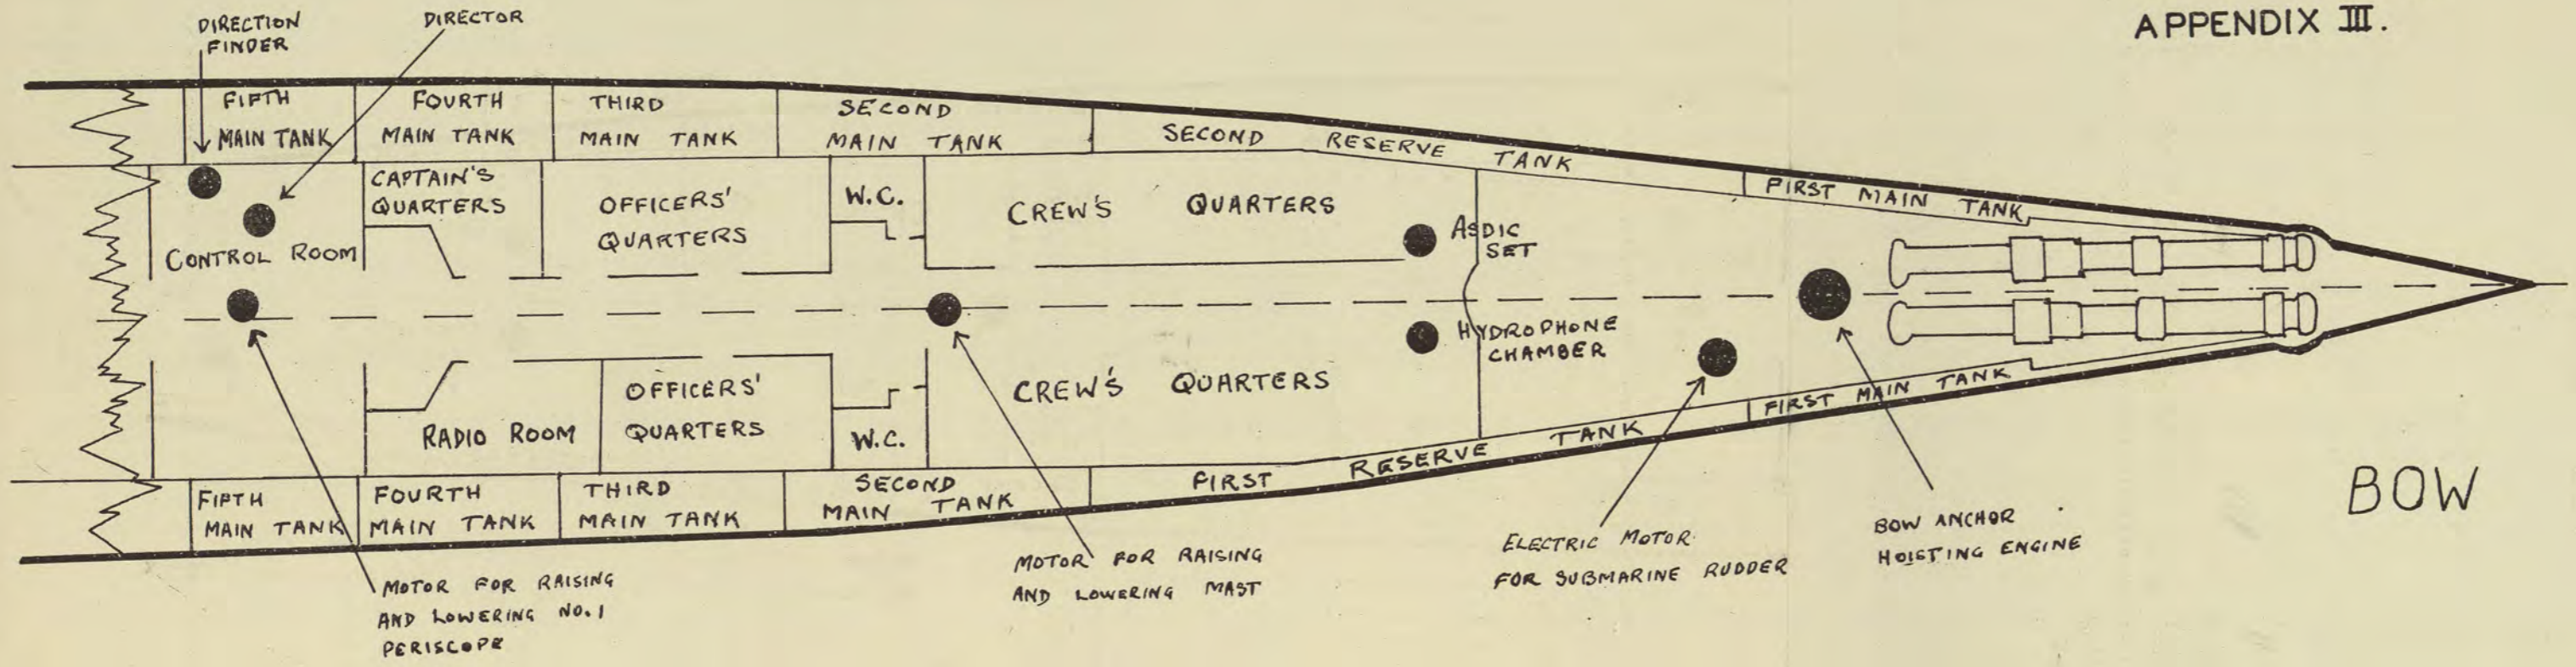 APPENDIX III.
DIRECTION
FINDER
DIRECTOR
FIFTH
MAIN TANK
FOURTH
MAIN TANK
THIRD
MAIN TANK
SECOND
MAIN TANK
SECOND RESERVE TANK
FIRST MAIN TANK
CAPTAIN'S
QUARTERS
OFFICERS'
QUARTERS
W.C.
CREW'S QUARTERS
ASDIC
SET
CONTROL ROOM
HYDROPHONE
CHAMBER
RADIO ROOM
OFFICERS'
QUARTERS
W.C.
CREW'S QUARTERS
FIFTH
MAIN TANK
FOURTH
MAIN TANK
THIRD
MAIN TANK
SECOND
MAIN TANK
FIRST RESERVE TANK
FIRST MAIN TANK
BOW
MOTOR FOR RAISING
AND LOWERING NO.1
PERISCOPE
MOTOR FOR RAISING
AND LOWERING MAST
ELECTRIC MOTOR
FOR SUBMARINE RUDDER
BOW ANCHOR
HOISTING ENGINE